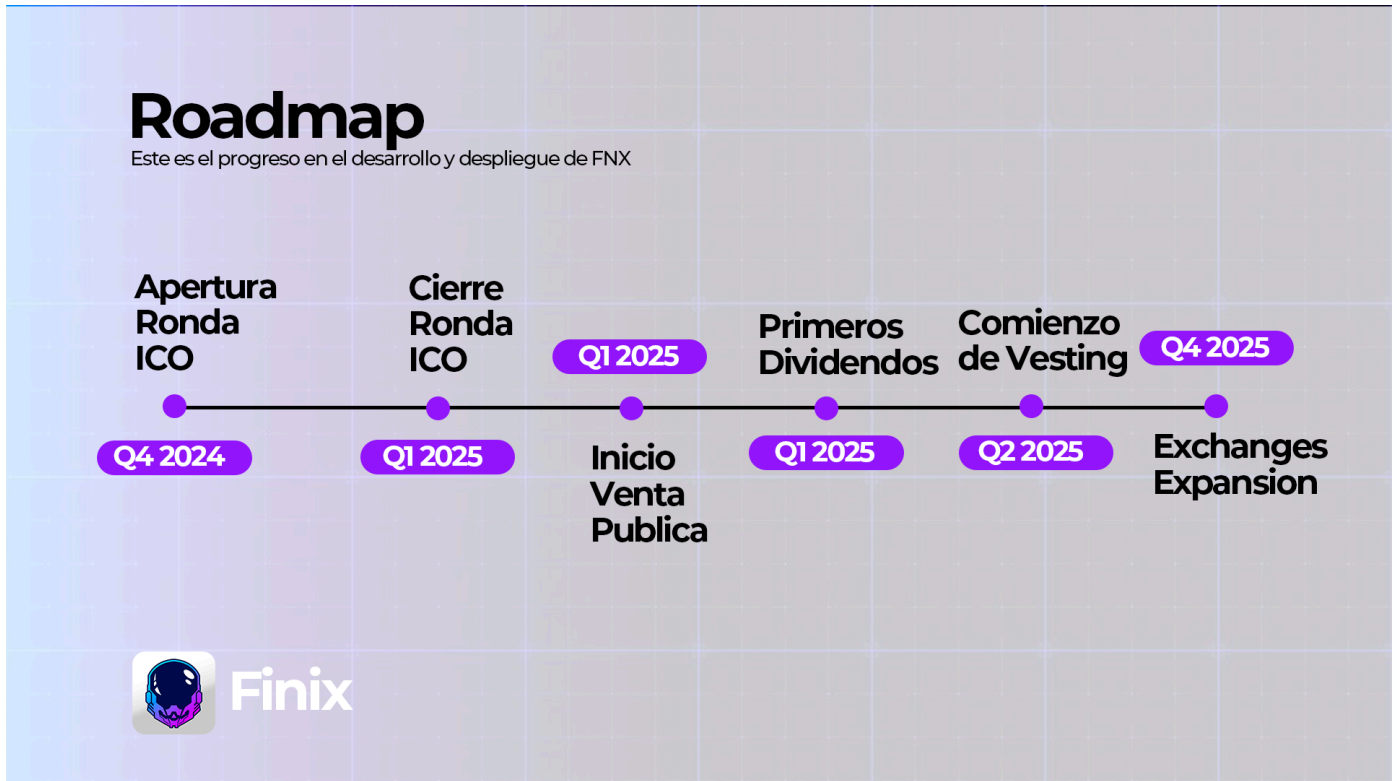 Roadmap
Este es el progreso en el desarrollo y despliegue de FNX
Apertura
Ronda
ICO
Q4 2024
Cierre
Ronda
ICO
Q1 2025
Q1 2025
Inicio
Venta
Publica
Primeros
Dividendos
Q1 2025
Comienzo
de Vesting
Q2 2025
Q4 2025
Exchanges
Expansion
Finix